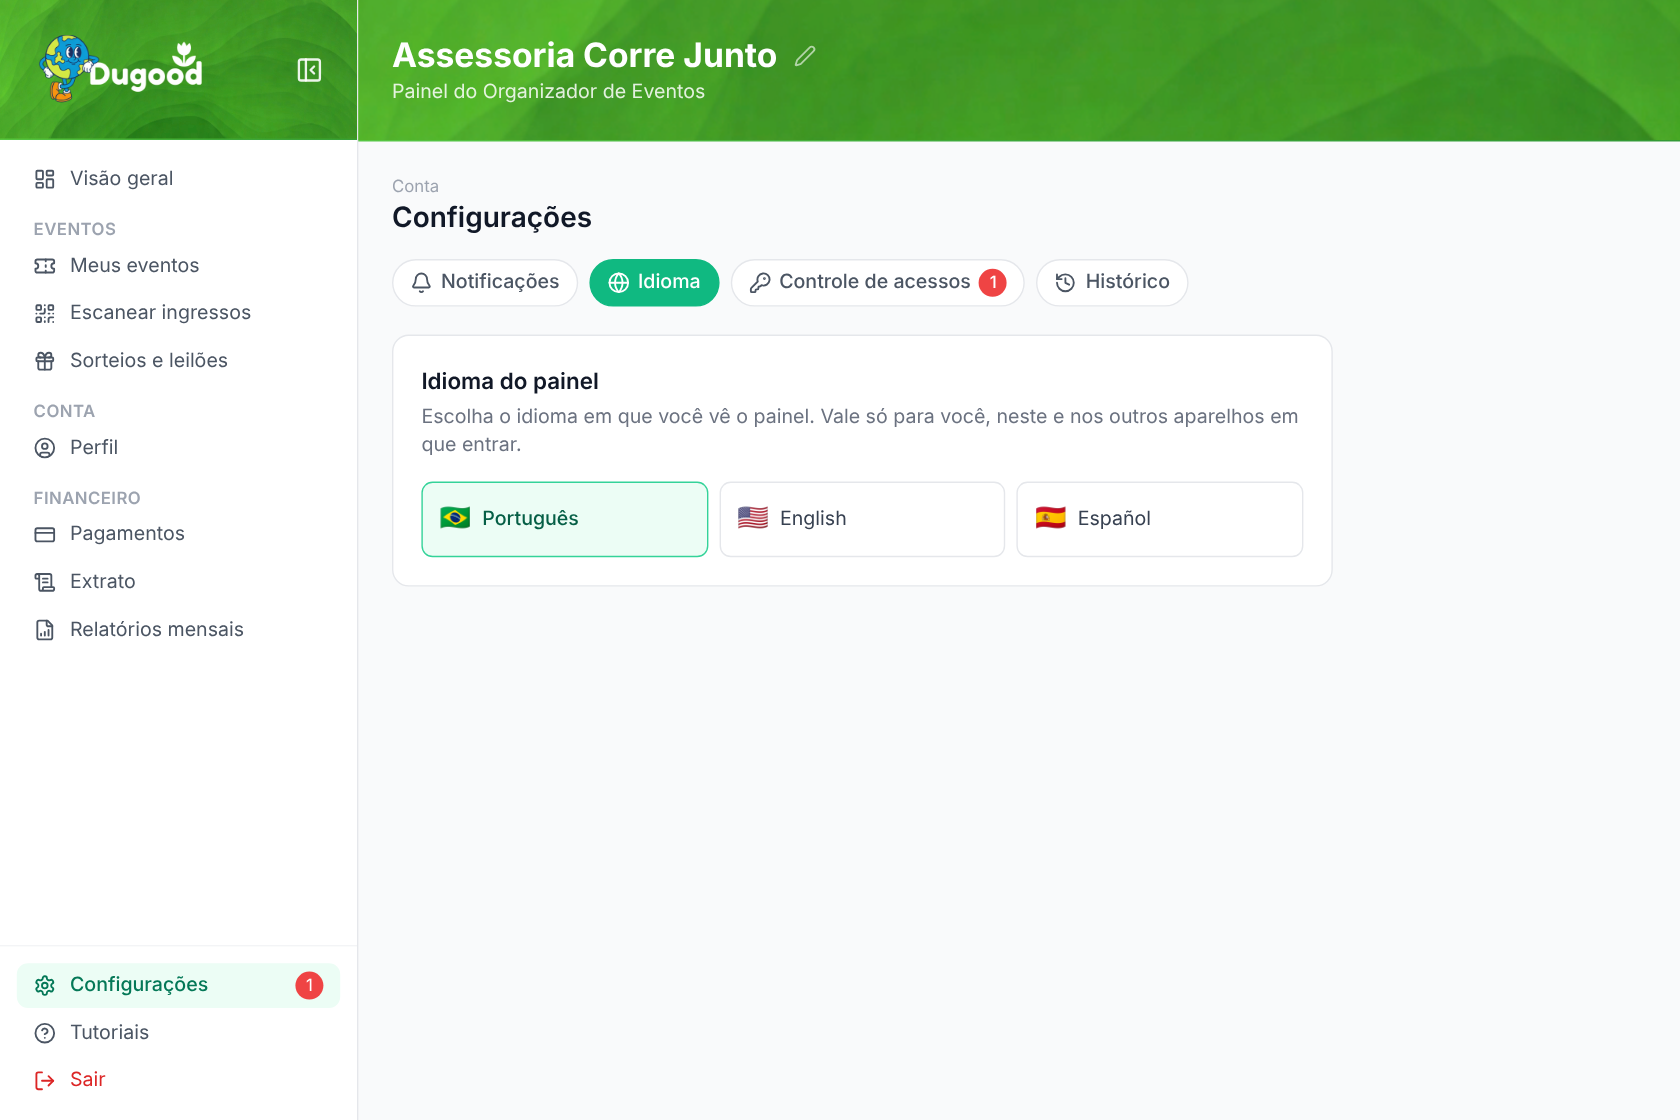 Dugood
Assessoria Corre Junto
Painel do Organizador de Eventos
Visão geral
EVENTOS
Meus eventos
Escanear ingressos
Sorteios e leilões
CONTA
Perfil
FINANCEIRO
Pagamentos
Extrato
Relatórios mensais
Configurações 1
Tutoriais
Sair
Conta
Configurações
Notificações
Idioma
Controle de acessos 1
Histórico
Idioma do painel
Escolha o idioma em que você vê o painel. Vale só para você, neste e nos outros aparelhos em
que entrar.
Português
English
Español